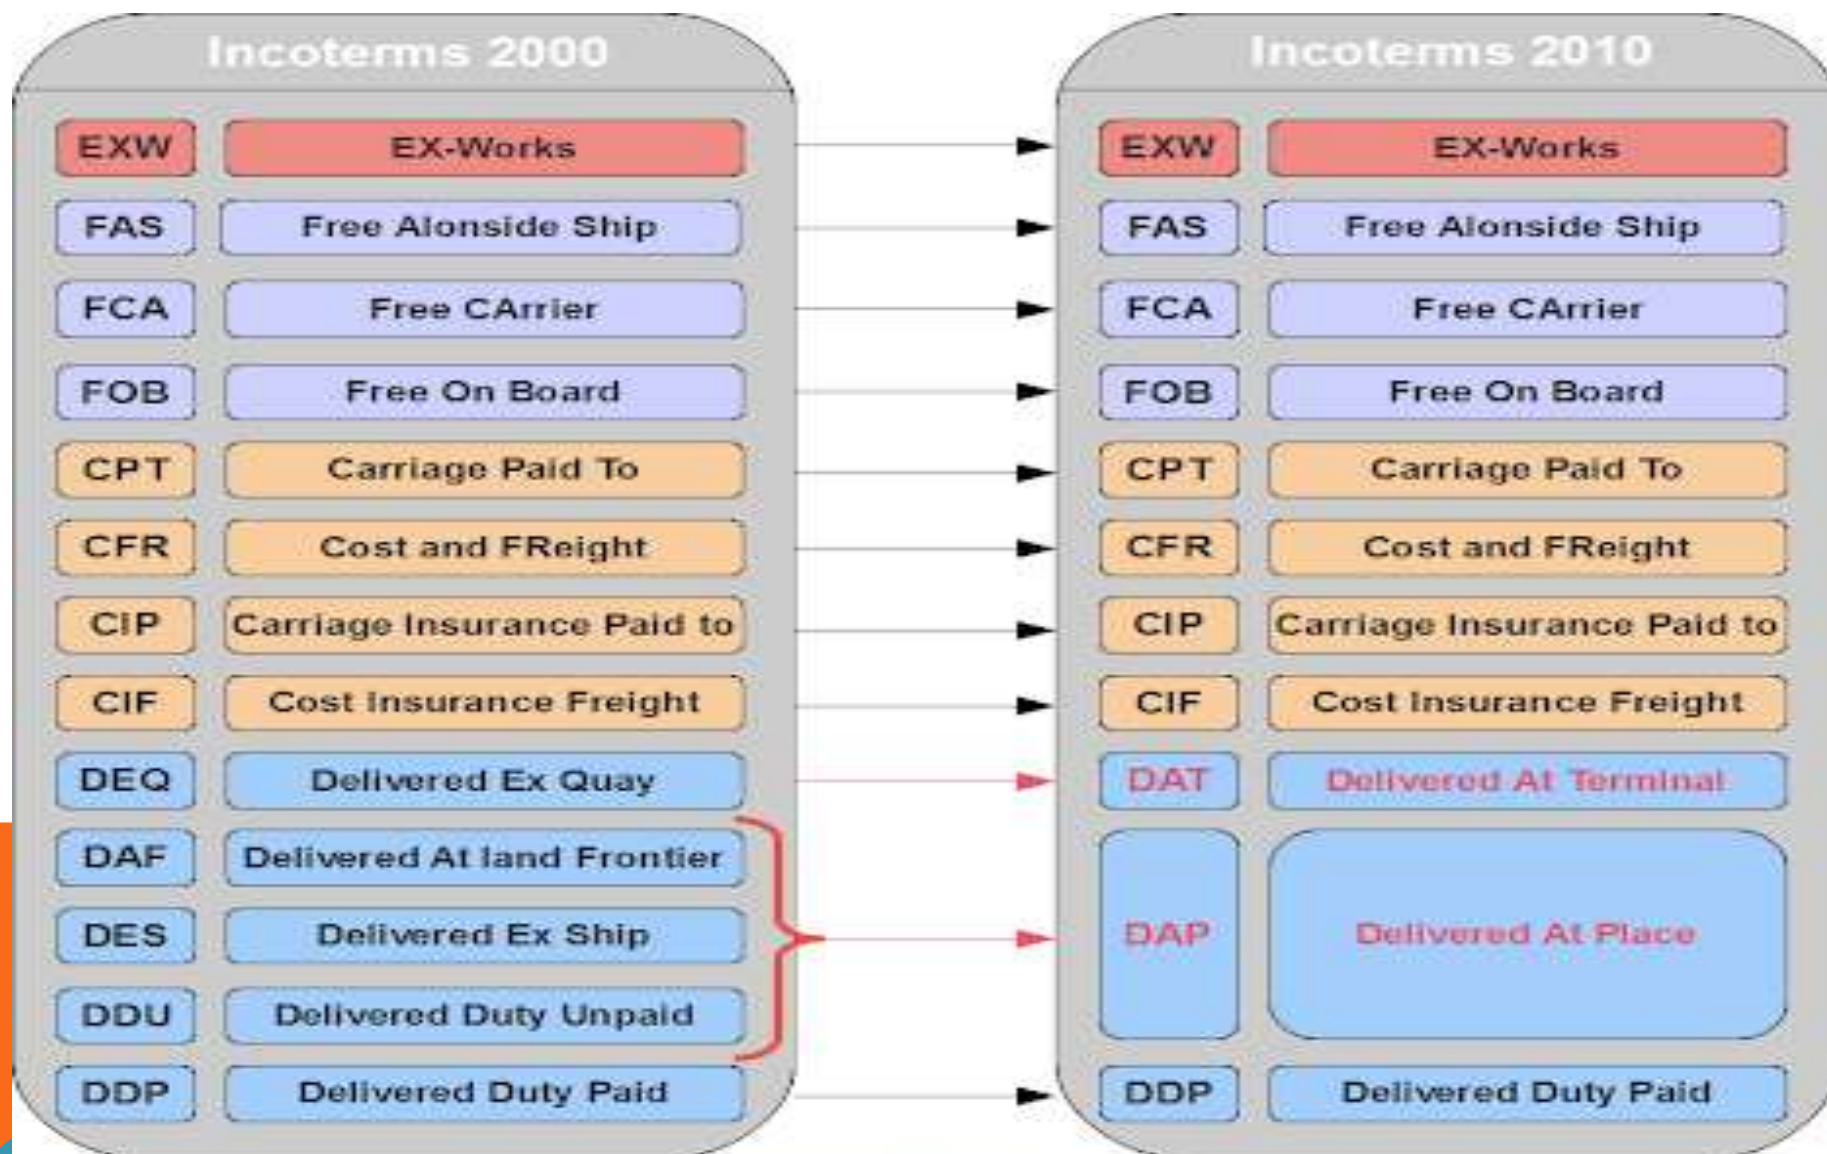 Incoterms 2000
EXW EX-Works
FAS Free Alonside Ship
FCA Free CArrier
FOB Free On Board
CPT Carriage Paid To
CFR Cost and FReight
CIP Carriage Insurance Paid to
CIF Cost Insurance Freight
DEQ Delivered Ex Quay
DAF Delivered At land Frontier
DES Delivered Ex Ship
DDU Delivered Duty Unpaid
DDP Delivered Duty Paid
Incoterms 2010
EXW EX-Works
FAS Free Alonside Ship
FCA Free CArrier
FOB Free On Board
CPT Carriage Paid To
CFR Cost and FReight
CIP Carriage Insurance Paid to
CIF Cost Insurance Freight
DAT Delivered At Terminal
DAP Delivered At Place
DDP Delivered Duty Paid